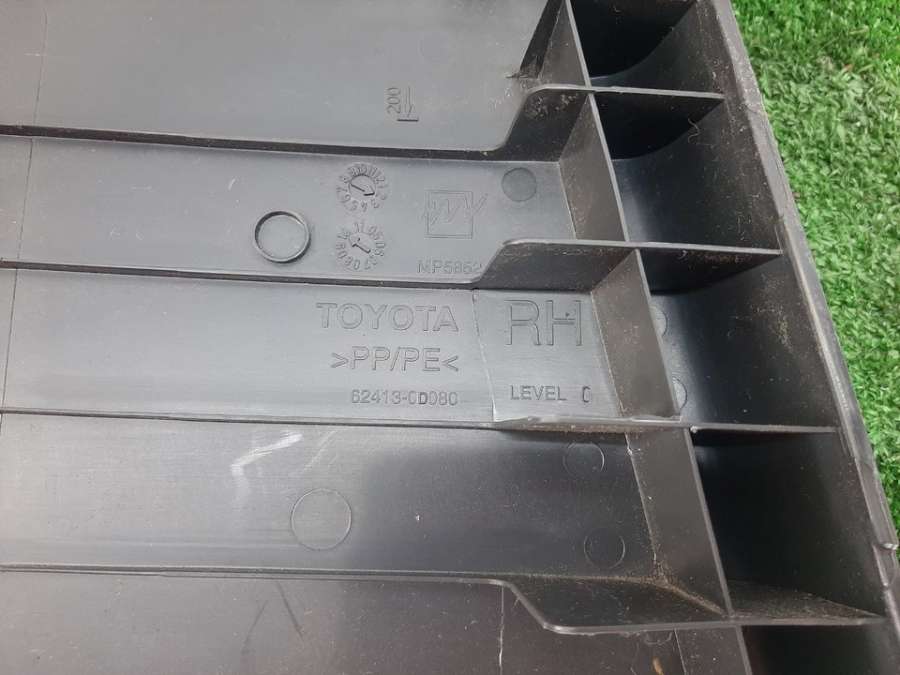 200
MP5852
TOYOTA
RH
>PP/PE<
62413-0D080
LEVEL 0